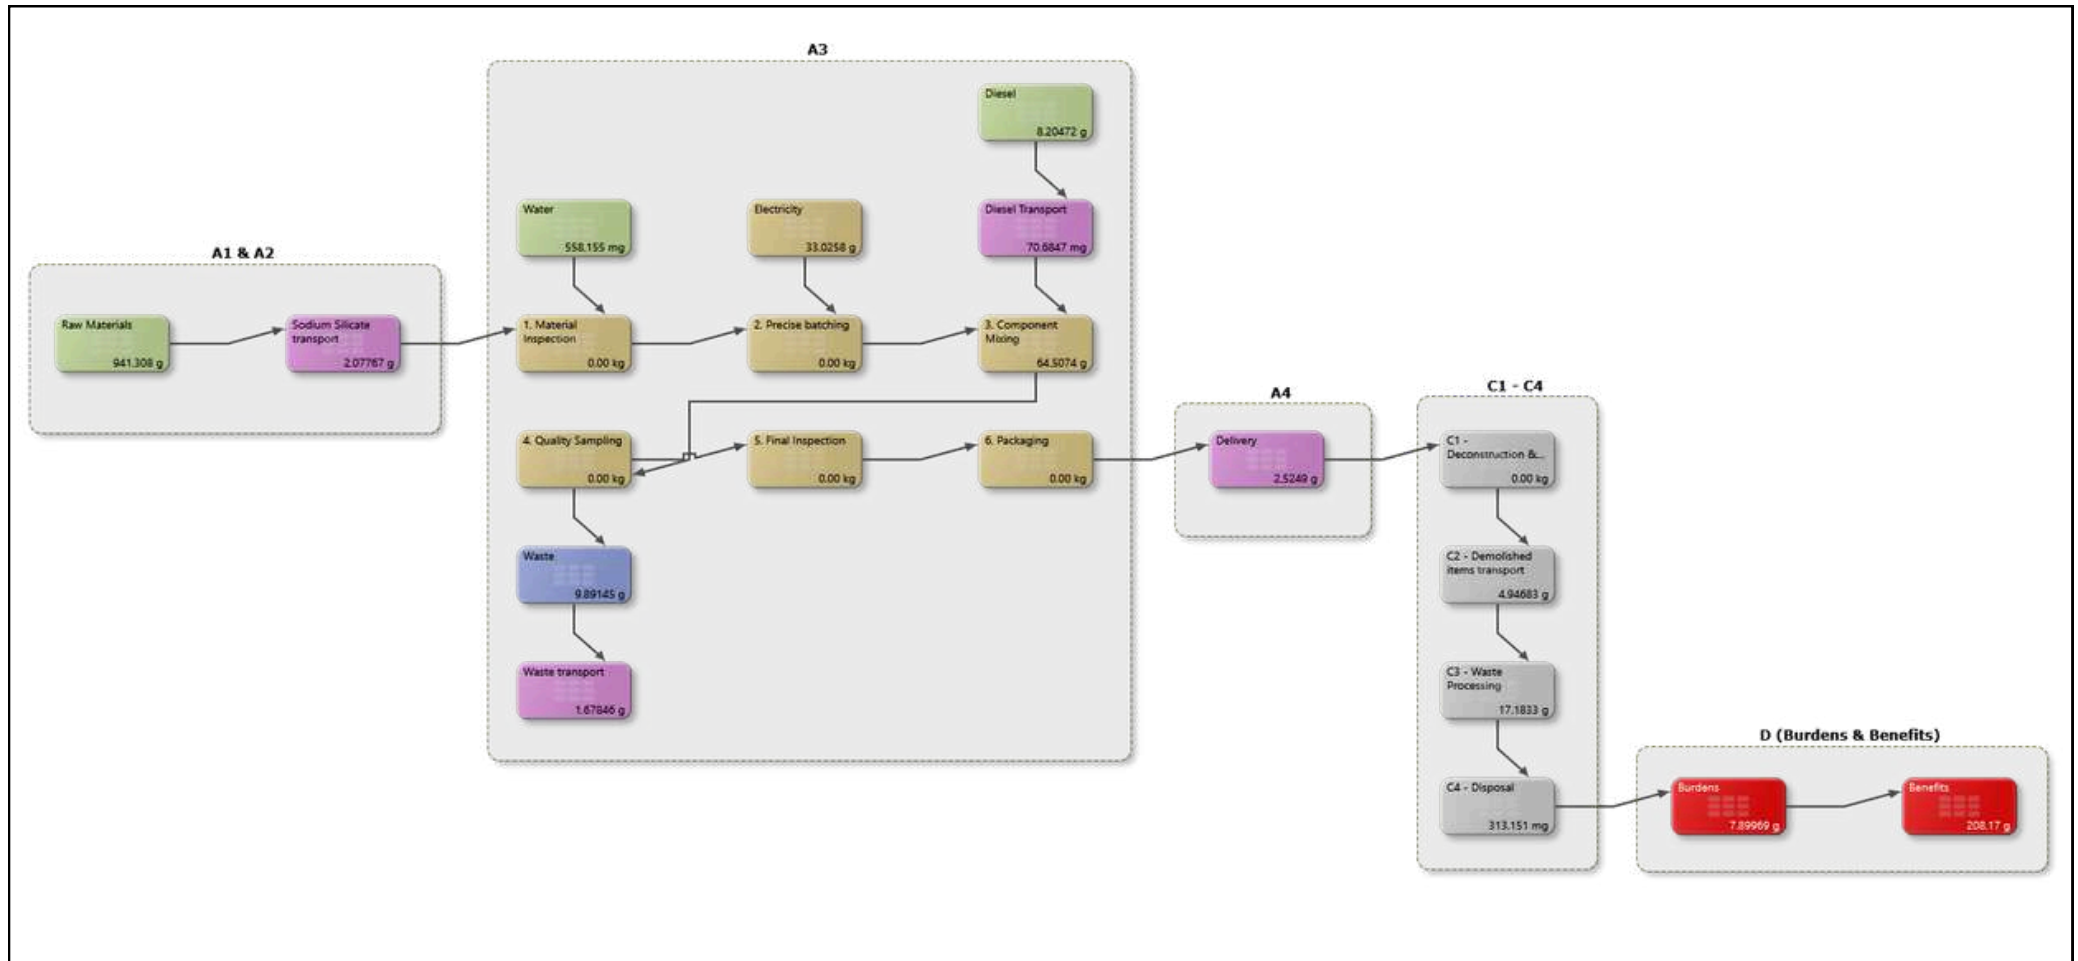 A3
Diesel
8.20472 g
Water
558.155 mg
Electricity
33.0258 g
Diesel Transport
70.6847 mg
A1 & A2
Raw Materials
941.308 g
Sodium Silicate
transport
2.07767 g
1. Material
Inspection
0.00 kg
2. Precise batching
0.00 kg
3. Component
Mixing
64.5074 g
4. Quality Sampling
0.00 kg
5. Final Inspection
0.00 kg
6. Packaging
0.00 kg
Waste
9.89145 g
Waste transport
1.67846 g
A4
Delivery
2.5249 g
C1 - C4
C1 -
Deconstruction &...
0.00 kg
C2 - Demolished
items transport
4.94683 g
C3 - Waste
Processing
17.1833 g
C4 - Disposal
313.151 mg
D (Burdens & Benefits)
Burdens
7.89969 g
Benefits
208.17 g